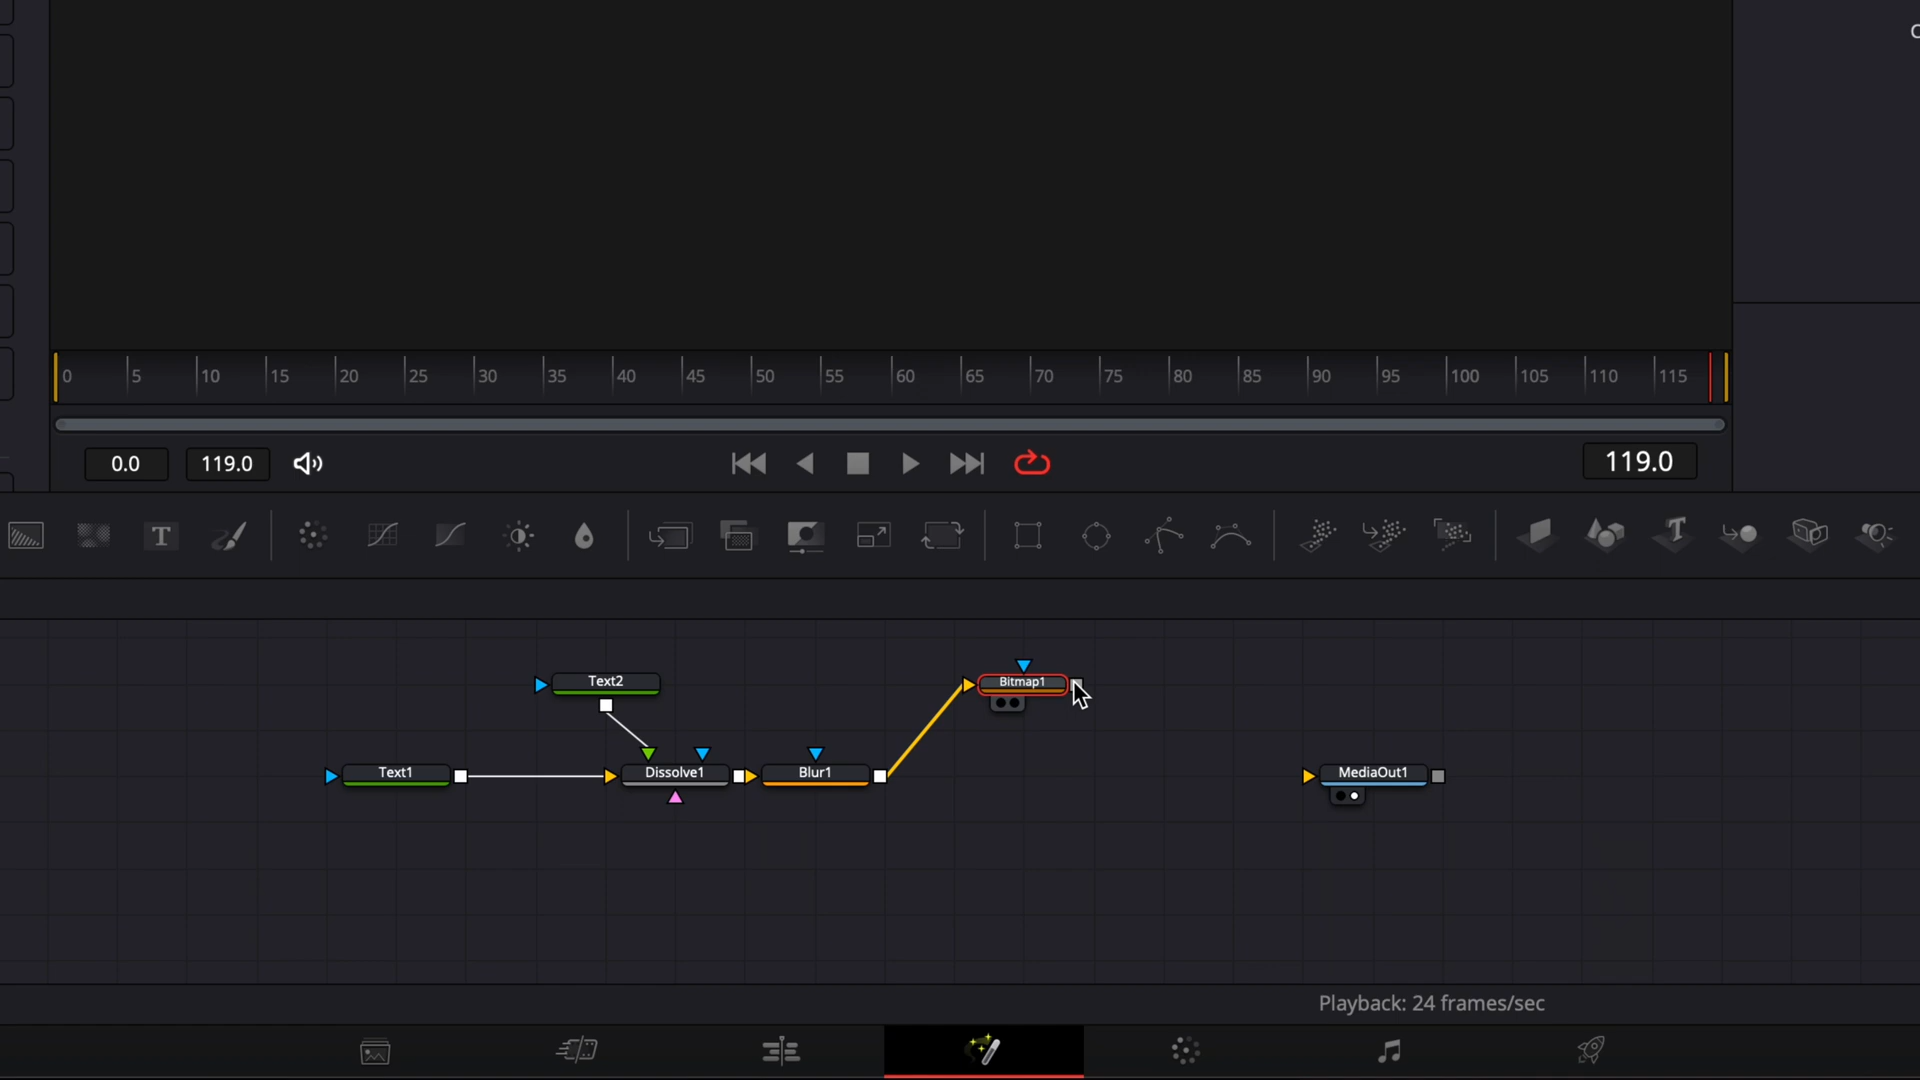 C
0 5 10 15 20 25 30 35 40 45 50 55 60 65 70 75 80 85 90 95 100 105 110 115
0.0 119.0 119.0
T
Text2 Bitmap1
Text1 Dissolve1 Blur1 MediaOut1
Playback: 24 frames/sec